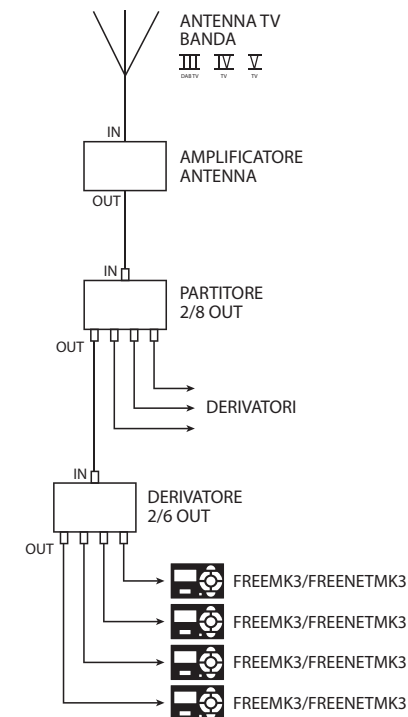 ANTENNA TV
BANDA
III IV V
DAB TV TV TV
IN
AMPLIFICATORE
ANTENNA
OUT
IN
PARTITORE
2/8 OUT
OUT
DERIVATORI
IN
DERIVATORE
2/6 OUT
OUT
FREEMK3/FREENETMK3
FREEMK3/FREENETMK3
FREEMK3/FREENETMK3
FREEMK3/FREENETMK3